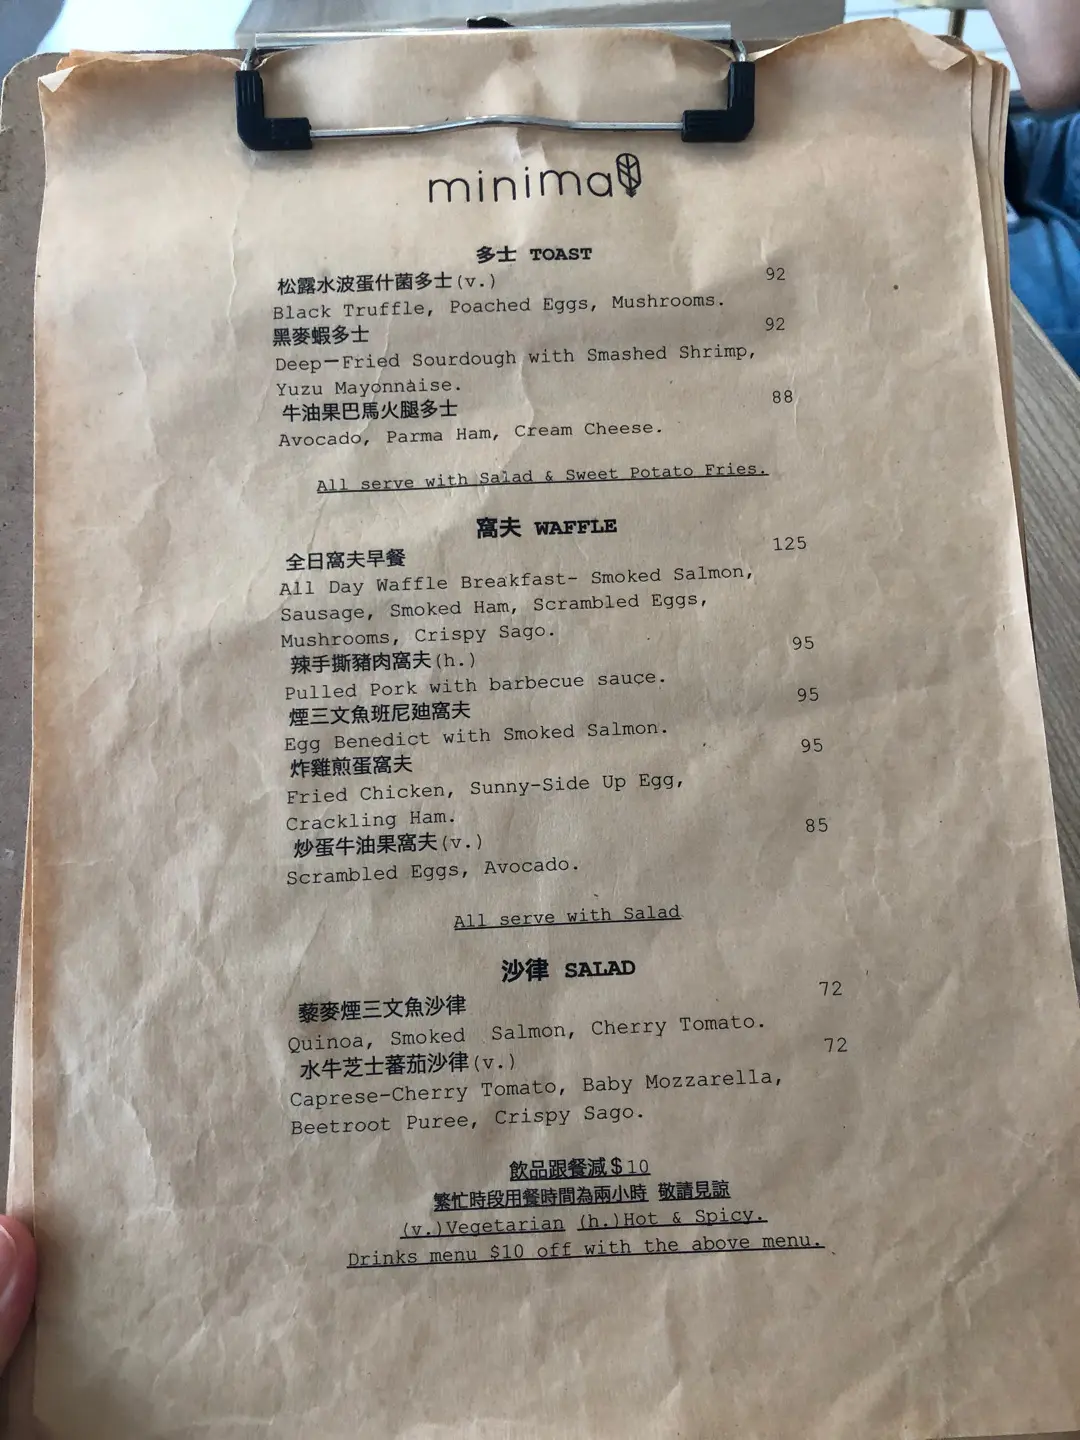 minimal
多士 TOAST
松露水波蛋什菌多士(v.) 92
Black Truffle, Poached Eggs, Mushrooms.
黑麥蝦多士 92
Deep-Fried Sourdough with Smashed Shrimp,
Yuzu Mayonnaise.
牛油果巴馬火腿多士 88
Avocado, Parma Ham, Cream Cheese.
All serve with Salad & Sweet Potato Fries.
窩夫 WAFFLE
全日窩夫早餐 125
All Day Waffle Breakfast- Smoked Salmon,
Sausage, Smoked Ham, Scrambled Eggs,
Mushrooms, Crispy Sago.
辣手撕豬肉窩夫(h.) 95
Pulled Pork with barbecue sauce.
煙三文魚班尼廸窩夫 95
Egg Benedict with Smoked Salmon.
炸雞煎蛋窩夫 95
Fried Chicken, Sunny-Side Up Egg,
Crackling Ham.
炒蛋牛油果窩夫(v.) 85
Scrambled Eggs, Avocado.
All serve with Salad
沙律 SALAD
藜麥煙三文魚沙律 72
Quinoa, Smoked Salmon, Cherry Tomato.
水牛芝士蕃茄沙律(v.) 72
Caprese-Cherry Tomato, Baby Mozzarella,
Beetroot Puree, Crispy Sago.
飲品跟餐減$10
繁忙時段用餐時間為兩小時 敬請見諒
(v.)Vegetarian (h.)Hot & Spicy.
Drinks menu $10 off with the above menu.